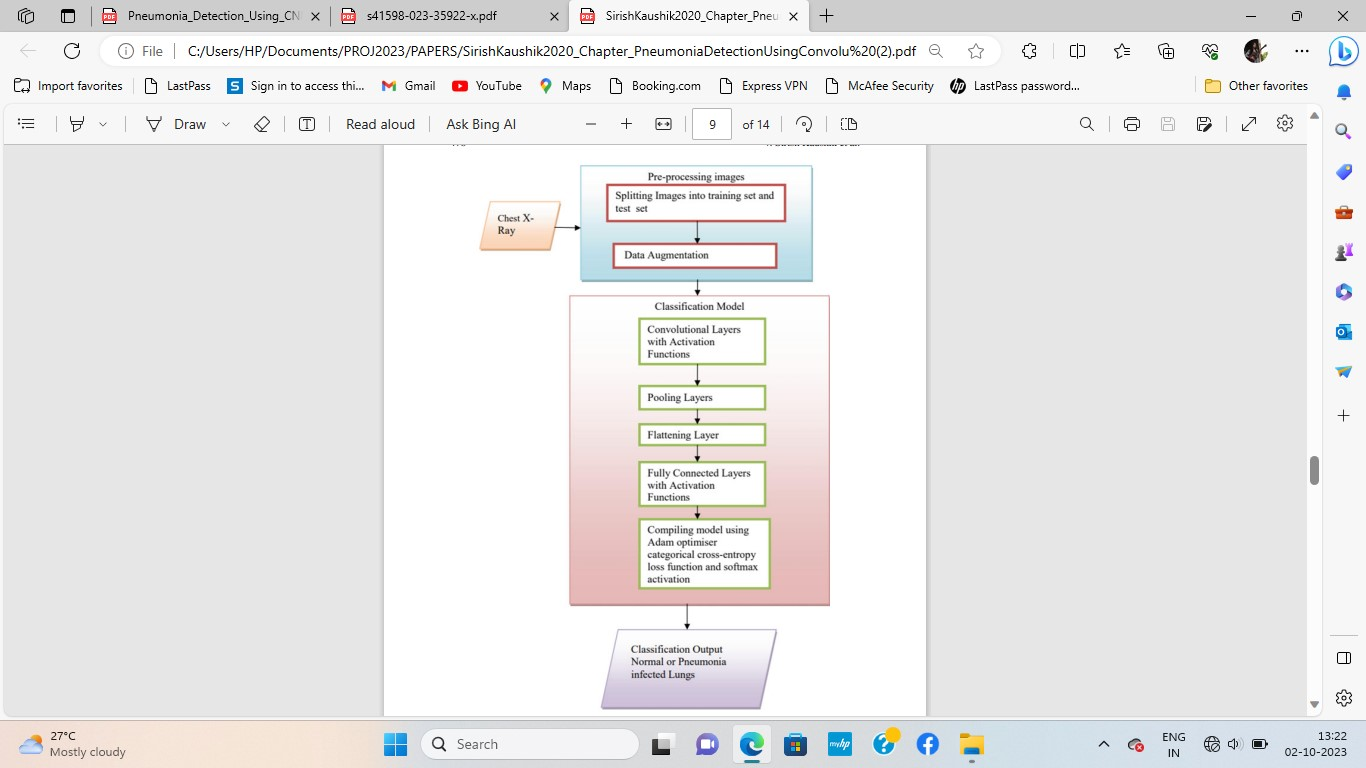 Pneumonia_Detection_Using_CN
s41598-023-35922-x.pdf
SirishKaushik2020_Chapter_Pneu
File
C:/Users/HP/Documents/PROJ2023/PAPERS/SirishKaushik2020_Chapter_PneumoniaDetectionUsingConvolu%20(2).pdf
Import favorites
LastPass
Sign in to access thi...
Gmail
YouTube
Maps
Booking.com
Express VPN
McAfee Security
LastPass password...
Other favorites
Draw
Read aloud
Ask Bing AI
9
of 14
Pre-processing images
Splitting Images into training set and
test set
Chest X-
Ray
Data Augmentation
Classification Model
Convolutional Layers
with Activation
Functions
Pooling Layers
Flattening Layer
Fully Connected Layers
with Activation
Functions
Compiling model using
Adam optimiser
categorical cross-entropy
loss function and softmax
activation
Classification Output
Normal or Pneumonia
infected Lungs
27°C
Mostly cloudy
Search
myhp
ENG
IN
13:22
02-10-2023